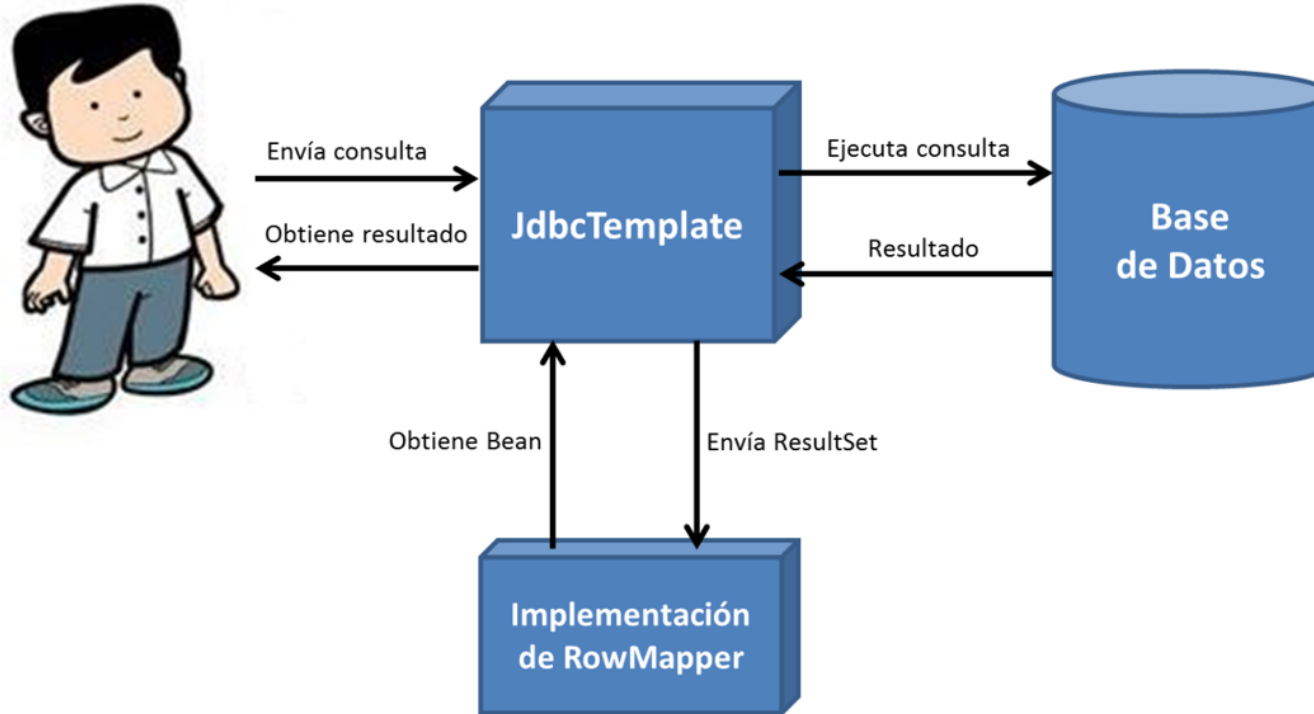 Envía consulta
Obtiene resultado
JdbcTemplate
Ejecuta consulta
Resultado
Base
de Datos
Obtiene Bean
Envía ResultSet
Implementación
de RowMapper